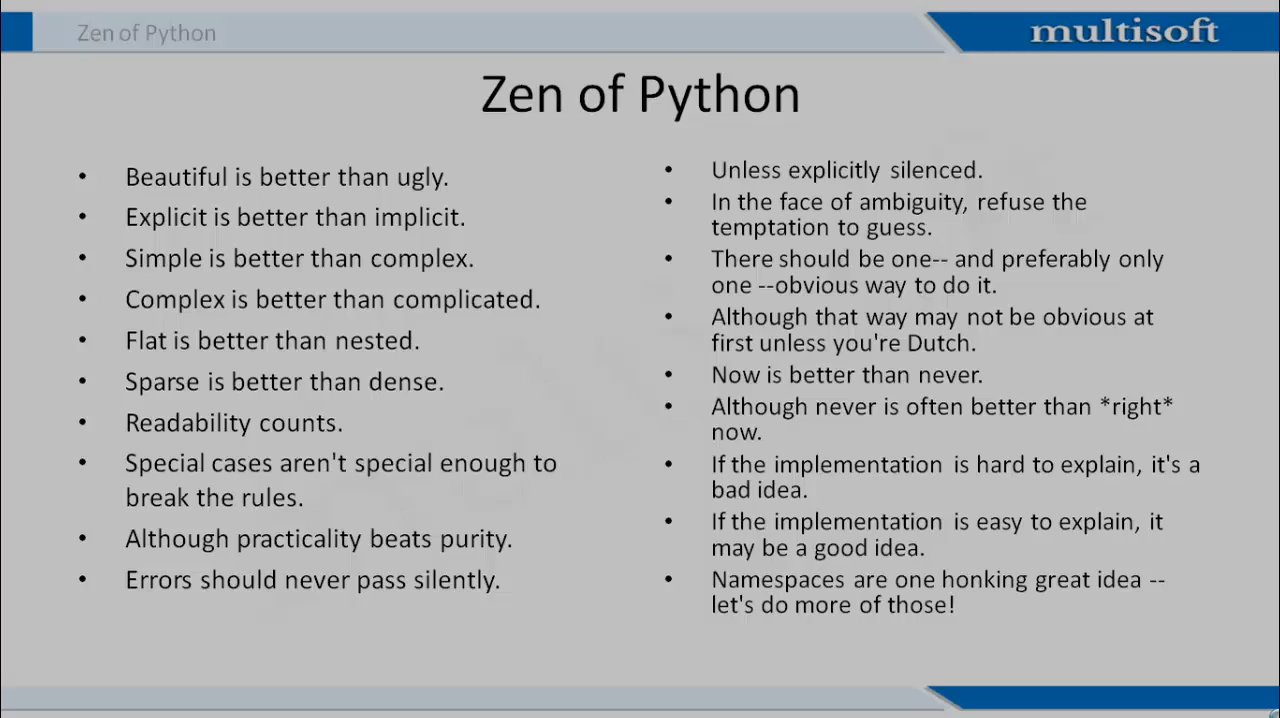 Zen of Python
multisoft
Zen of Python
• Beautiful is better than ugly.
• Explicit is better than implicit.
• Simple is better than complex.
• Complex is better than complicated.
• Flat is better than nested.
• Sparse is better than dense.
• Readability counts.
• Special cases aren't special enough to
break the rules.
• Although practicality beats purity.
• Errors should never pass silently.
• Unless explicitly silenced.
• In the face of ambiguity, refuse the
temptation to guess.
• There should be one-- and preferably only
one --obvious way to do it.
• Although that way may not be obvious at
first unless you're Dutch.
• Now is better than never.
• Although never is often better than *right*
now.
• If the implementation is hard to explain, it's a
bad idea.
• If the implementation is easy to explain, it
may be a good idea.
• Namespaces are one honking great idea --
let's do more of those!